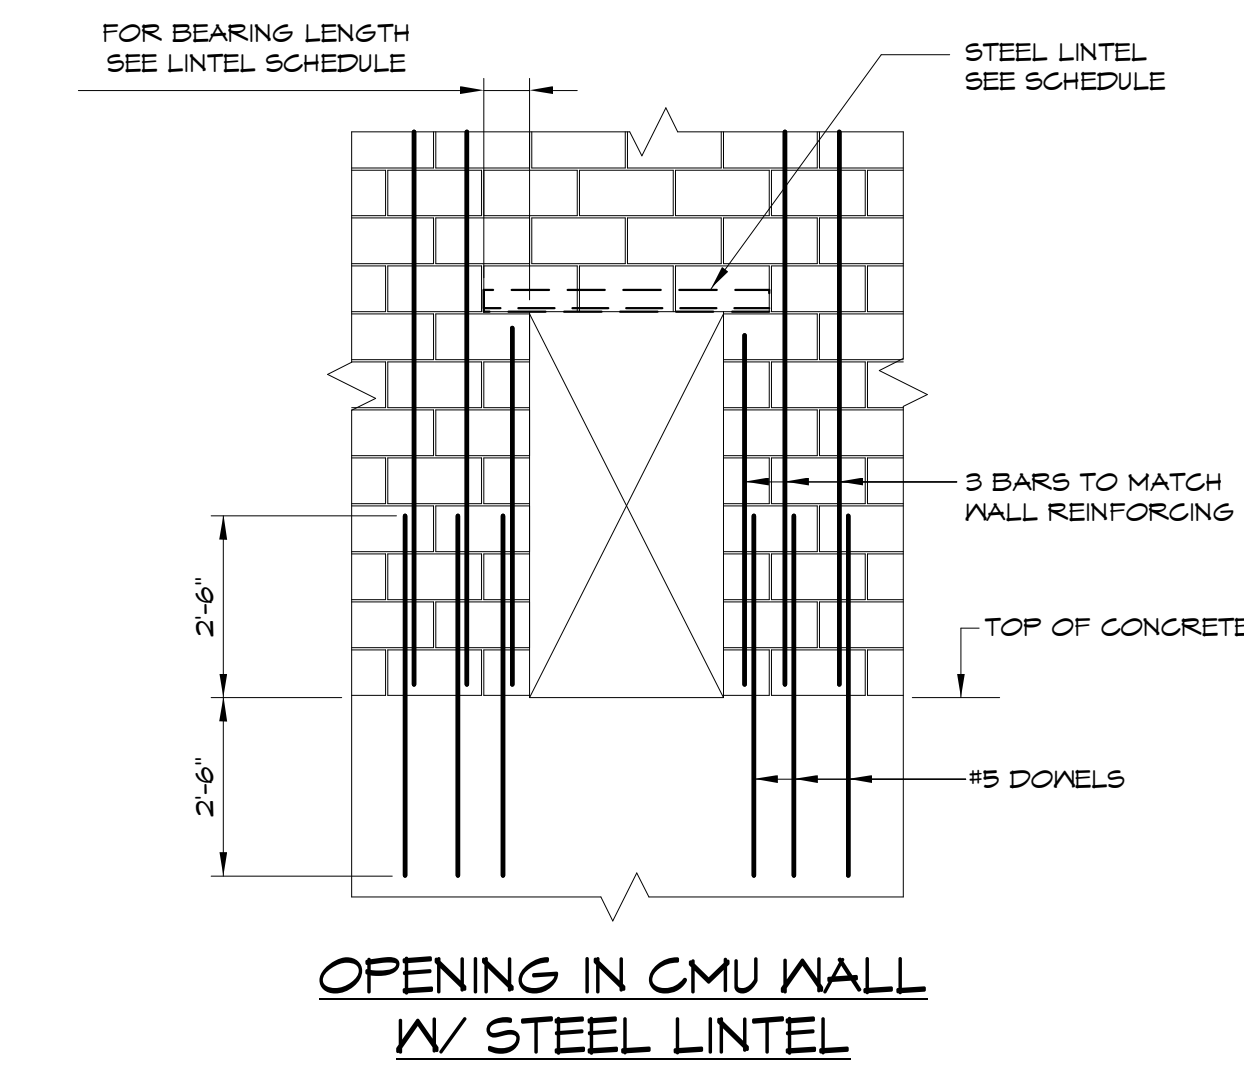 FOR BEARING LENGTH
SEE LINTEL SCHEDULE
STEEL LINTEL
SEE SCHEDULE
3 BARS TO MATCH
WALL REINFORCING
2'-6"
TOP OF CONCRETE
2'-6"
#5 DOWELS
OPENING IN CMU WALL
W/ STEEL LINTEL